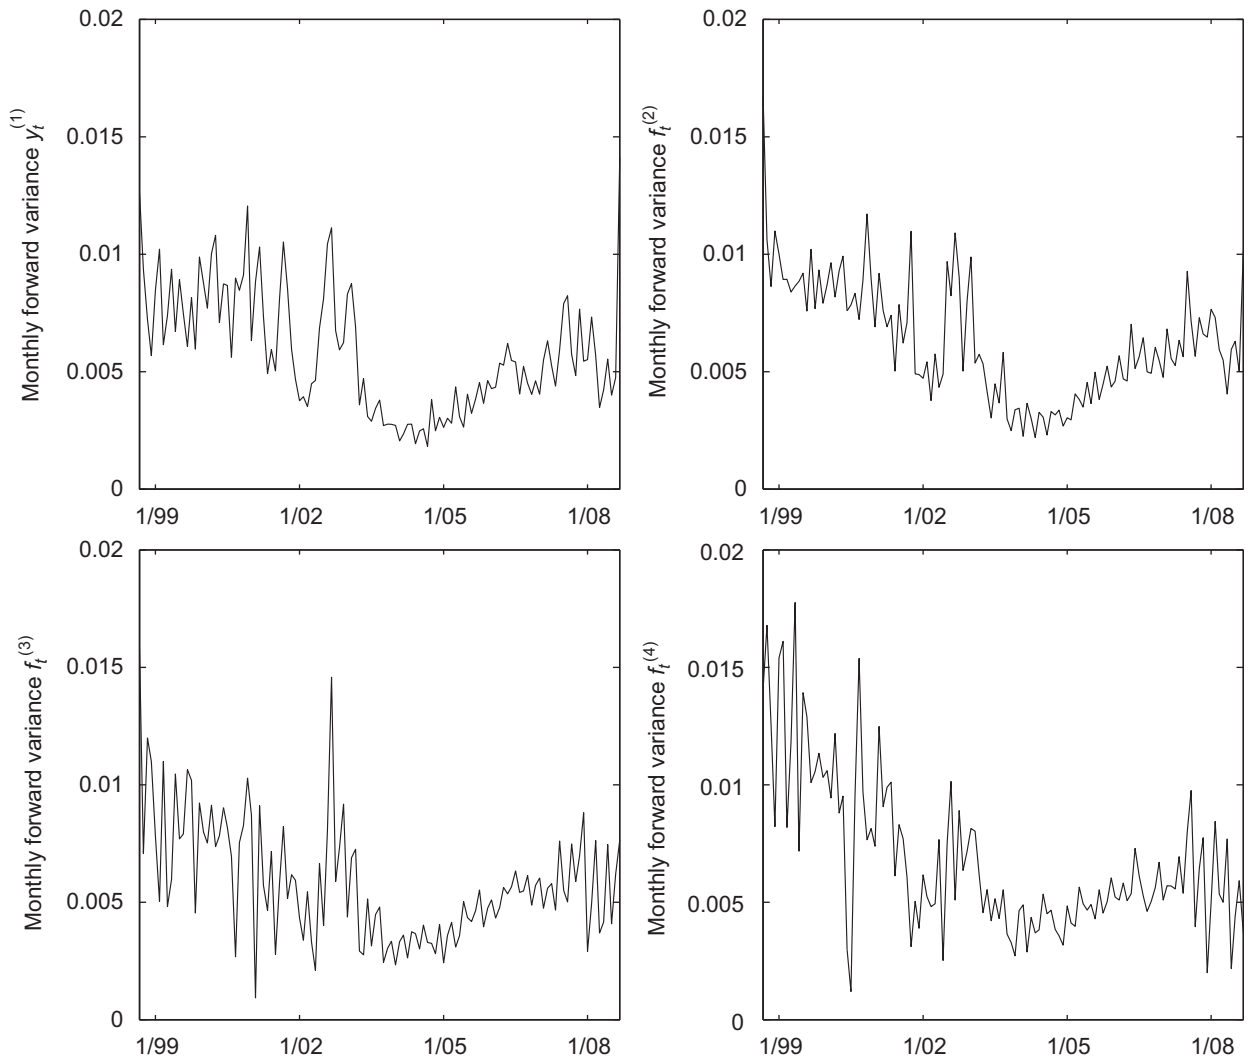 Monthly forward variance y_t^(1)
0.02
0.015
0.01
0.005
0
1/99 1/02 1/05 1/08
Monthly forward variance f_t^(2)
0.02
0.015
0.01
0.005
0
1/99 1/02 1/05 1/08
Monthly forward variance f_t^(3)
0.02
0.015
0.01
0.005
0
1/99 1/02 1/05 1/08
Monthly forward variance f_t^(4)
0.02
0.015
0.010
0.005
0
1/99 1/02 1/05 1/08